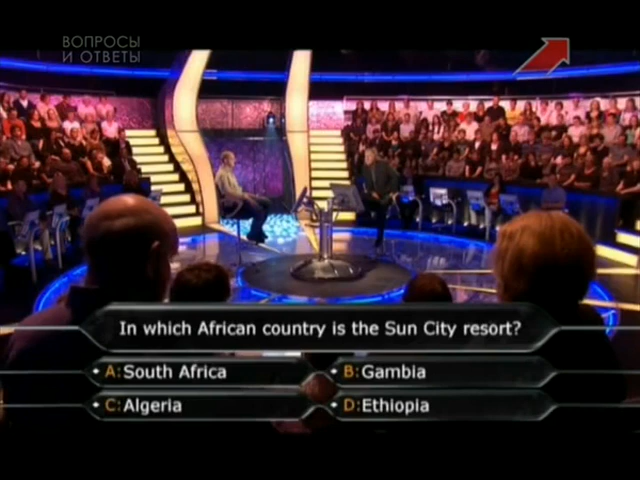 ВОПРОСЫ
И ОТВЕТЫ
In which African country is the Sun City resort?
A: South Africa
B: Gambia
C: Algeria
D: Ethiopia